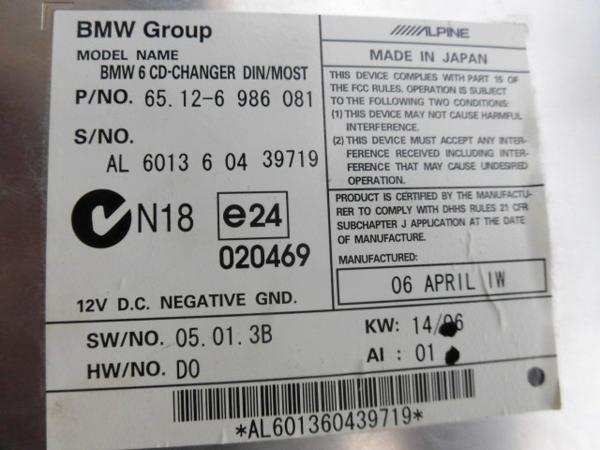 BMW Group
MODEL NAME
BMW 6 CD-CHANGER DIN/MOST
P/NO. 65.12-6 986 081
S/NO.
AL 6013 6 04 39719
N18
e24
020469
12V D.C. NEGATIVE GND.
ALPINE
MADE IN JAPAN
THIS DEVICE COMPLIES WITH PART 15 OF
THE FCC RULES. OPERATION IS SUBJECT
TO THE FOLLOWING TWO CONDITIONS:
(1) THIS DEVICE MAY NOT CAUSE HARMFUL
INTERFERENCE.
(2) THIS DEVICE MUST ACCEPT ANY INTER-
FERENCE RECEIVED INCLUDING INTER-
FERENCE THAT MAY CAUSE UNDESIRED
OPERATION.
PRODUCT IS CERTIFIED BY THE MANUFACTU-
RER TO COMPLY WITH DHHS RULES 21 CFR
SUBCHAPTER J APPLICATION AT THE DATE
OF MANUFACTURE.
MANUFACTURED:
06 APRIL IW
SW/NO. 05.01.3B
HW/NO. D0
KW: 14/06
AI : 01
*AL601360439719*